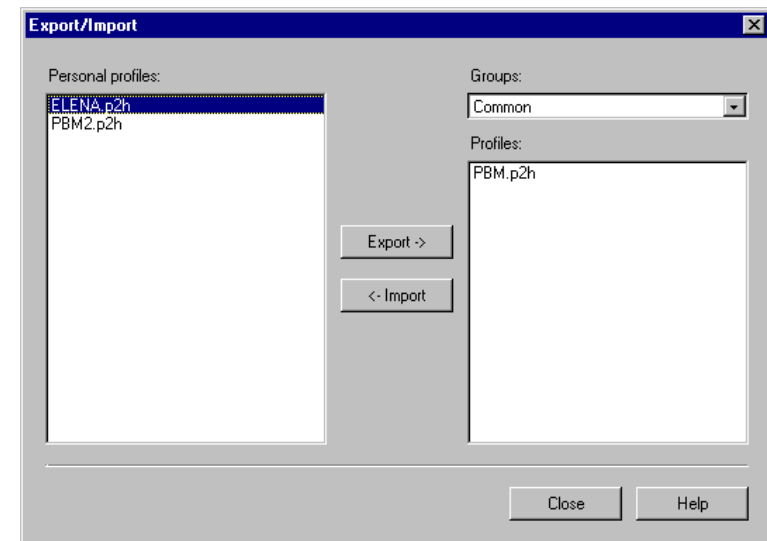 Export/Import
Personal profiles:
ELENA.p2h
PBM2.p2h
Groups:
Common
Profiles:
PBM.p2h
Export ->
<- Import
Close
Help